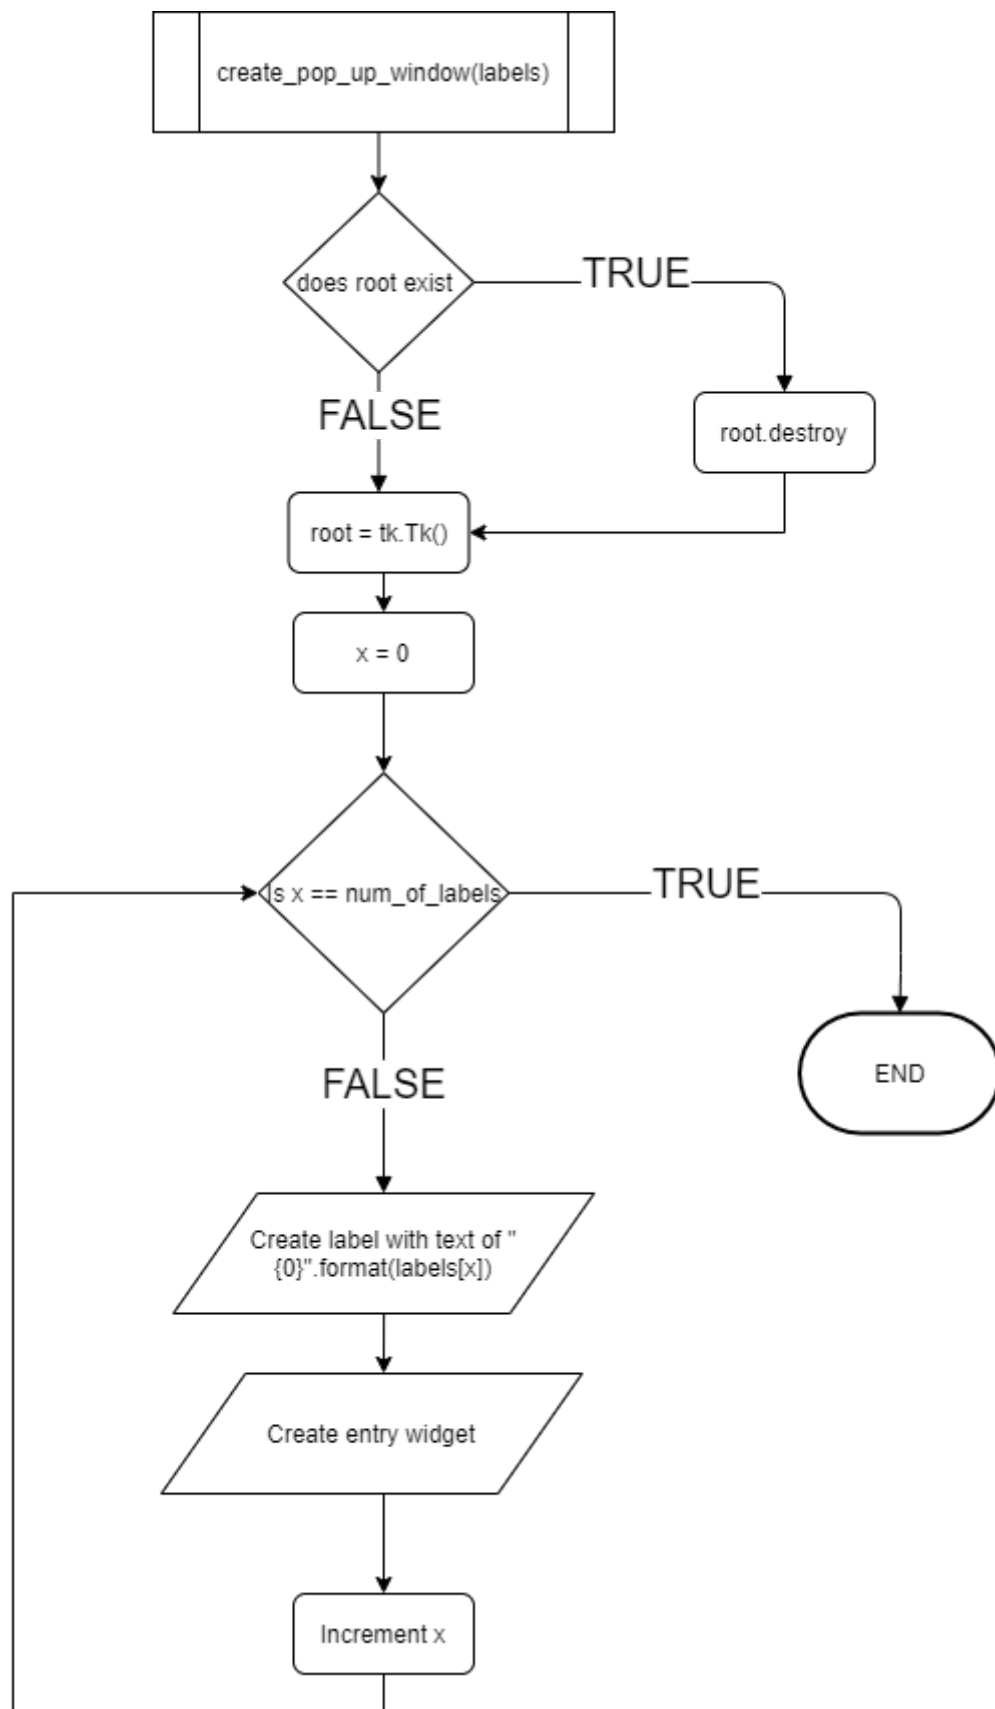 create_pop_up_window(labels)
does root exist
TRUE
FALSE
root.destroy
root = tk.Tk()
x = 0
Is x == num_of_labels
TRUE
FALSE
END
Create label with text of "
{0}".format(labels[x])
Create entry widget
Increment x